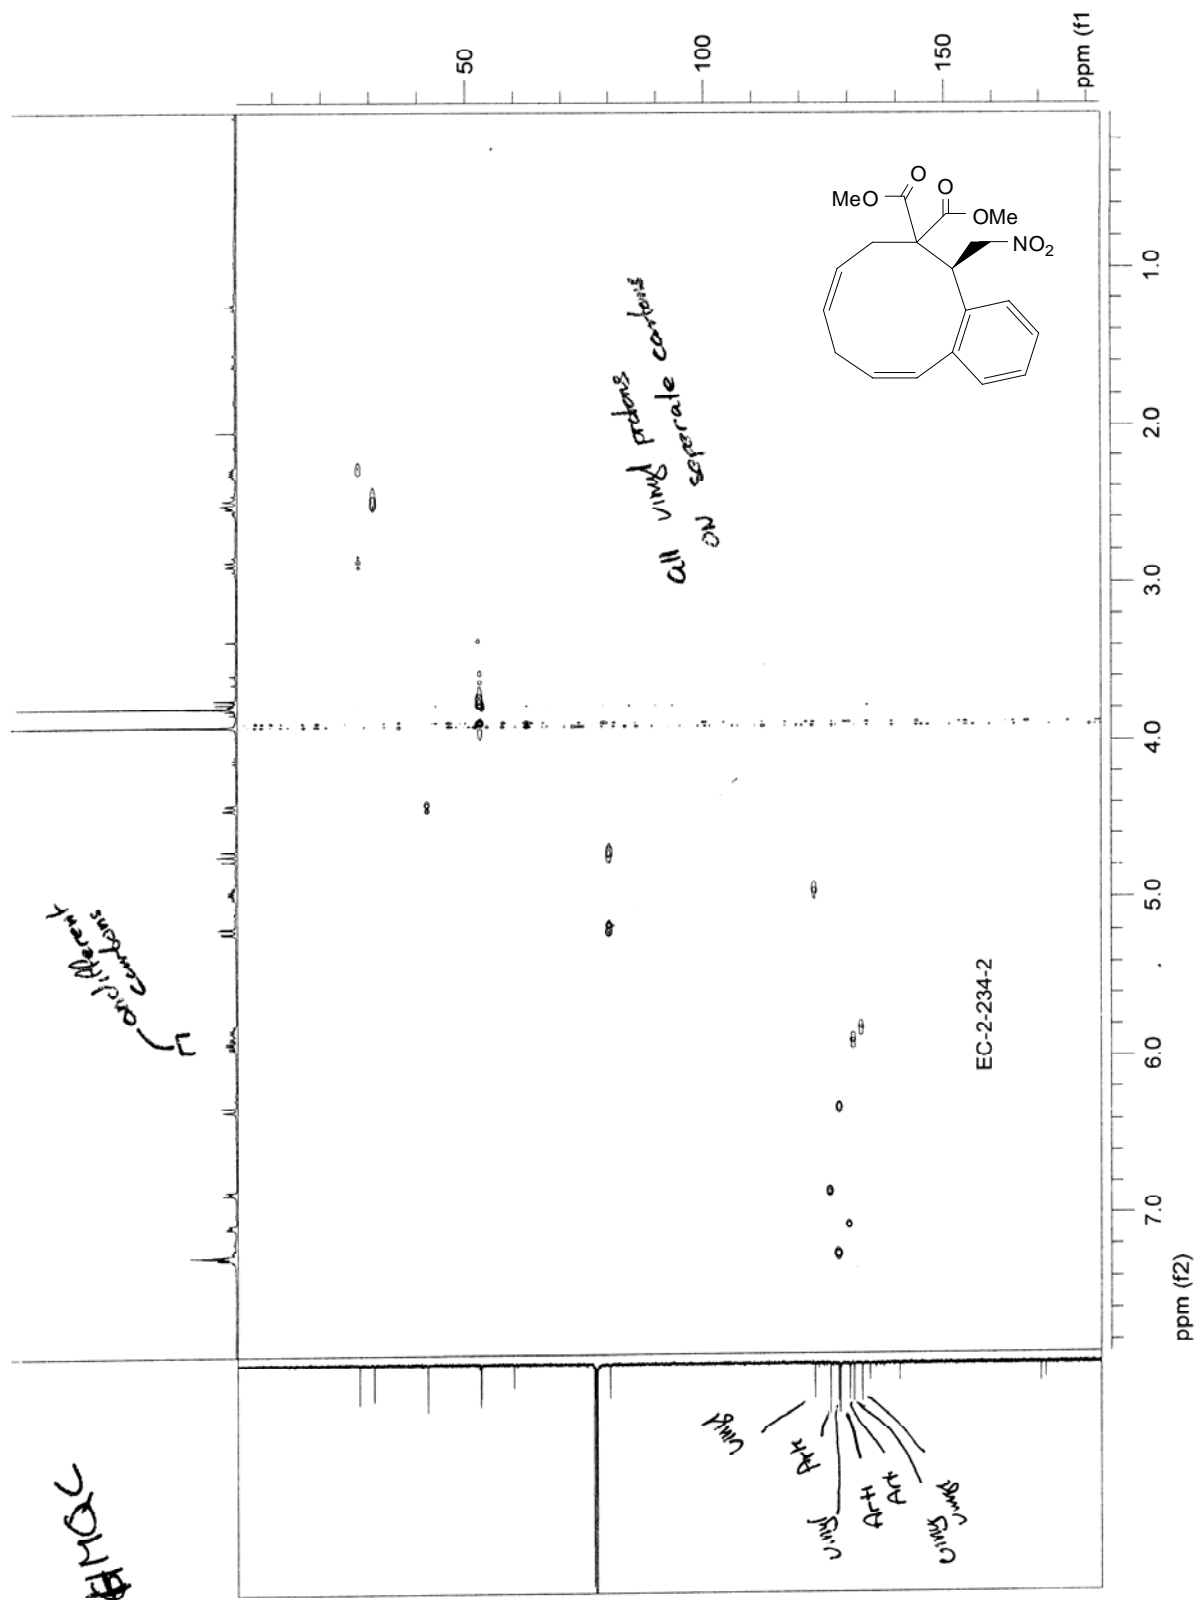 HMQC
on different
carbons
50
100
150
ppm (f1
MeO
O
O
OMe
NO2
all vinyl protons
on separate carbons
1.0
2.0
3.0
4.0
5.0
6.0
7.0
ppm (f2)
EC-2-234-2
vinyl
ArH
vinyl
ArH
ArH
vinyl
vinyl